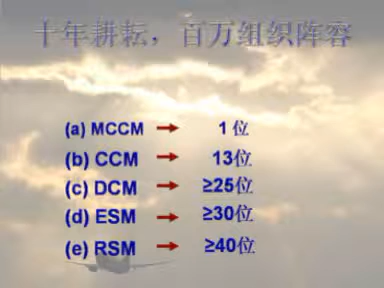 十年耕耘，百万组织阵容
(a) MCCM → 1 位
(b) CCM → 13位
(c) DCM → ≥25位
(d) ESM → ≥30位
(e) RSM → ≥40位